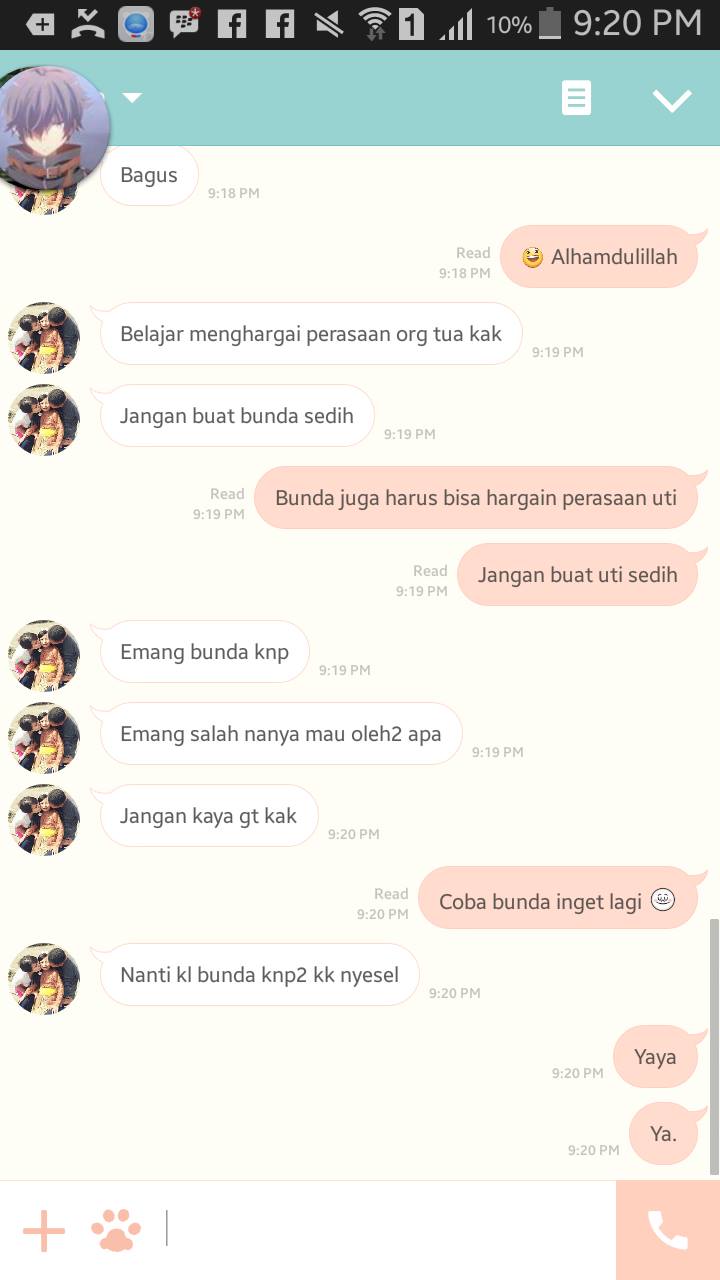 1
10%
9:20 PM
Bagus
9:18 PM
Read
9:18 PM
😆 Alhamdulillah
Belajar menghargai perasaan org tua kak
9:19 PM
Jangan buat bunda sedih
9:19 PM
Read
9:19 PM
Bunda juga harus bisa hargain perasaan uti
Read
9:19 PM
Jangan buat uti sedih
Emang bunda knp
9:19 PM
Emang salah nanya mau oleh2 apa
9:19 PM
Jangan kaya gt kak
9:20 PM
Read
9:20 PM
Coba bunda inget lagi
Nanti kl bunda knp2 kk nyesel
9:20 PM
Yaya
9:20 PM
Ya.
9:20 PM